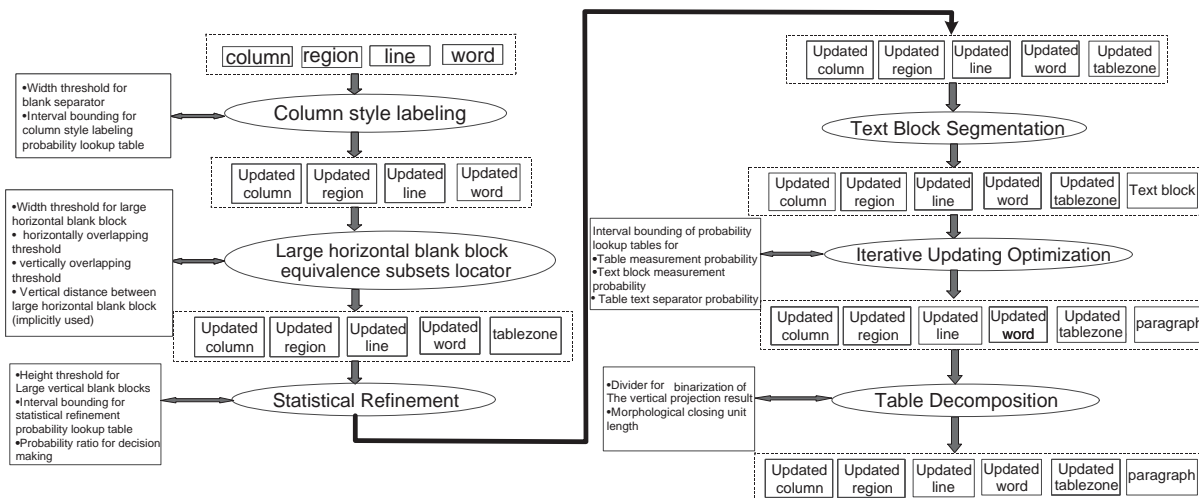 column region line word
•Width threshold for
blank separator
•Interval bounding for
column style labeling
probability lookup table
Column style labeling
Updated Updated Updated Updated
column region line word
•Width threshold for large
horizontal blank block
• horizontally overlapping
threshold
• vertically overlapping
threshold
• Vertical distance between
large horizontal blank block
(implicitly used)
Large horizontal blank block
equivalence subsets locator
Updated Updated Updated Updated tablezone
column region line word
•Height threshold for
Large vertical blank blocks
•Interval bounding for
statistical refinement
probability lookup table
•Probability ratio for decision
making
Statistical Refinement
Updated Updated Updated Updated Updated
column region line word tablezone
Text Block Segmentation
Updated Updated Updated Updated Updated Text block
column region line word tablezone
Interval bounding of probability
lookup tables for
•Table measurement probability
•Text block measurement
probability
• Table text separator probability
Iterative Updating Optimization
Updated Updated Updated Updated Updated paragraph
column region line word tablezone
•Divider for binarization of
The vertical projection result
•Morphological closing unit
length
Table Decomposition
Updated Updated Updated Updated Updated paragraph
column region line word tablezone